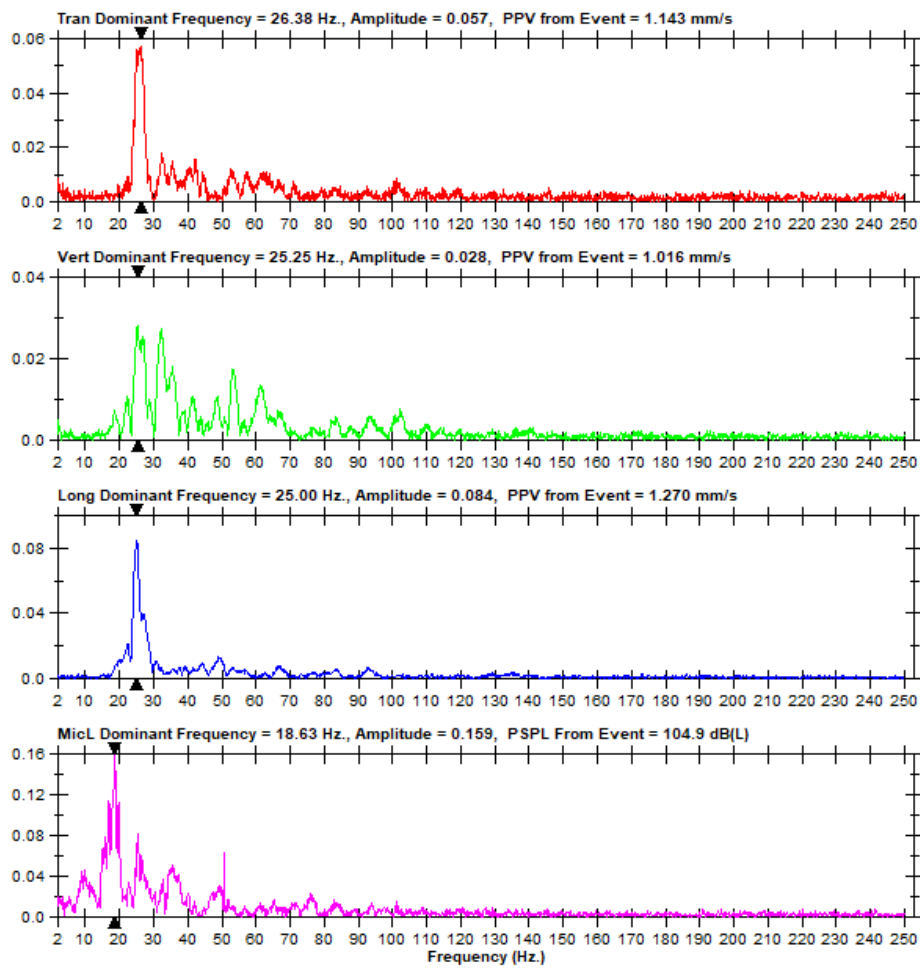 Tran Dominant Frequency = 26.38 Hz., Amplitude = 0.057, PPV from Event = 1.143 mm/s
0.06
0.04
0.02
0.0
2 10 20 30 40 50 60 70 80 90 100 110 120 130 140 150 160 170 180 190 200 210 220 230 240 250
Vert Dominant Frequency = 25.25 Hz., Amplitude = 0.028, PPV from Event = 1.016 mm/s
0.04
0.02
0.0
2 10 20 30 40 50 60 70 80 90 100 110 120 130 140 150 160 170 180 190 200 210 220 230 240 250
Long Dominant Frequency = 25.00 Hz., Amplitude = 0.084, PPV from Event = 1.270 mm/s
0.08
0.04
0.0
2 10 20 30 40 50 60 70 80 90 100 110 120 130 140 150 160 170 180 190 200 210 220 230 240 250
MicL Dominant Frequency = 18.63 Hz., Amplitude = 0.159, PSPL From Event = 104.9 dB(L)
0.16
0.12
0.08
0.04
0.0
2 10 20 30 40 50 60 70 80 90 100 110 120 130 140 150 160 170 180 190 200 210 220 230 240 250
Frequency (Hz.)